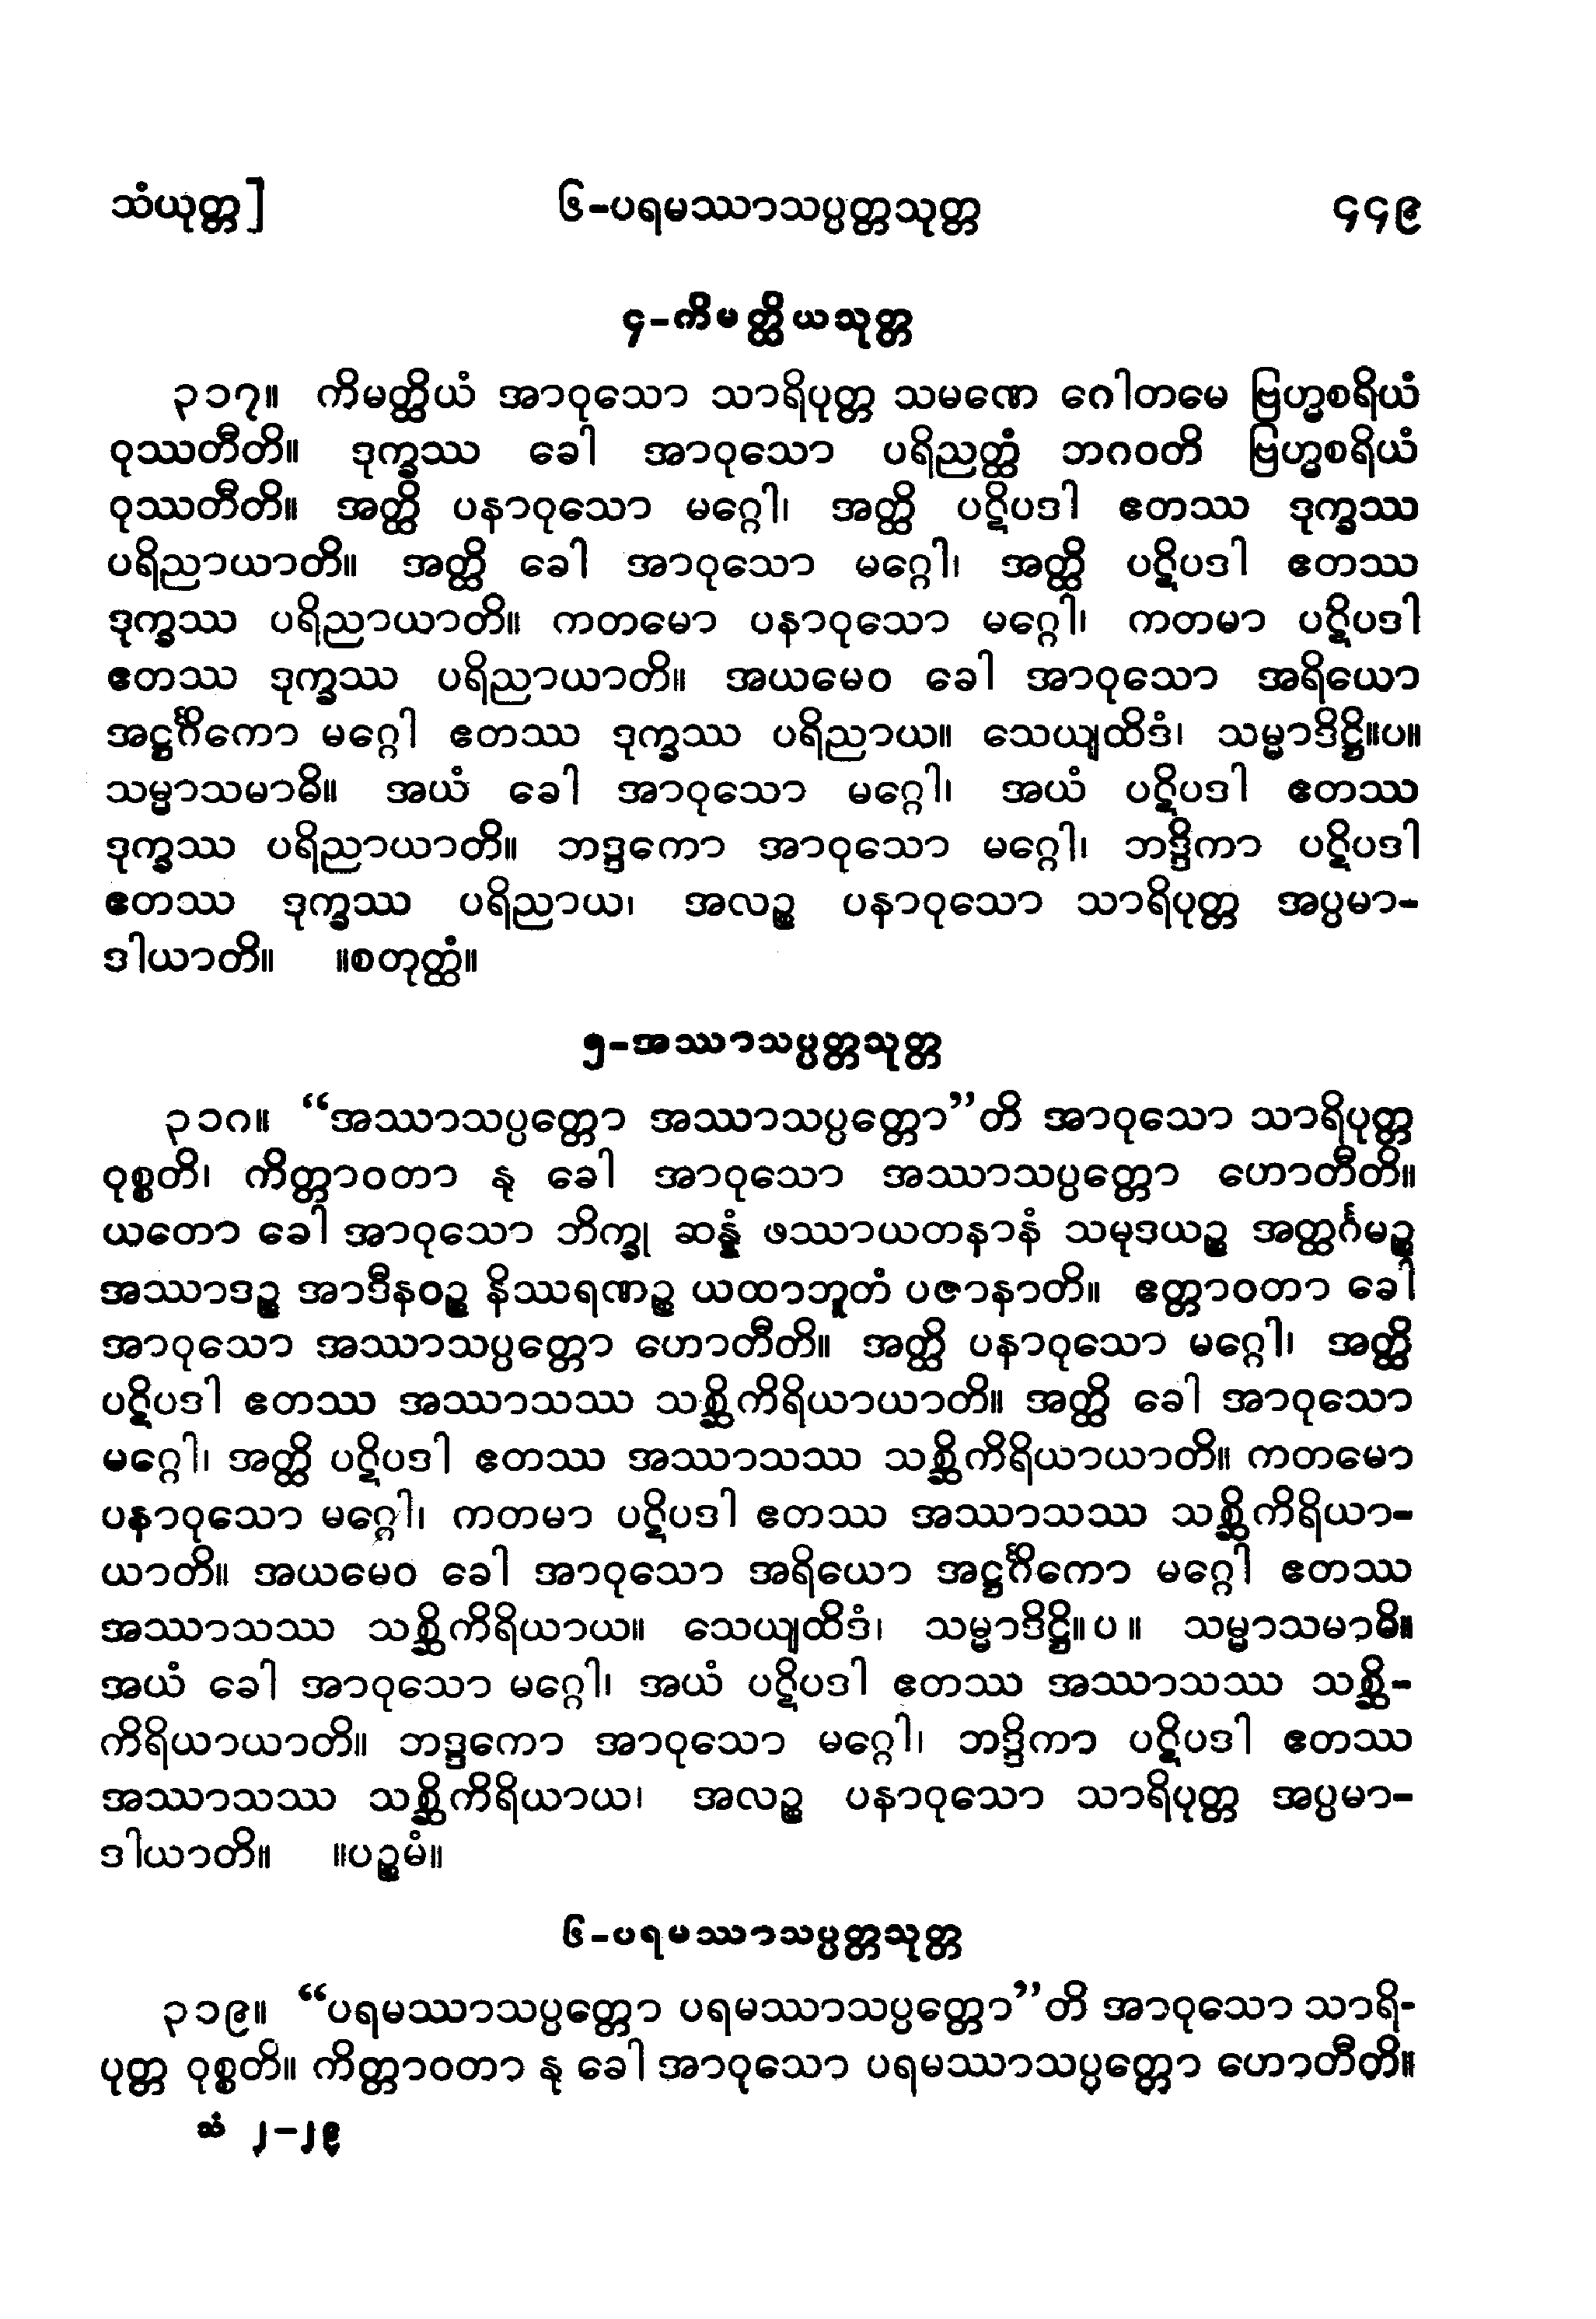 သံယုတ္တ]
၆-ပရမဿာသပ္ပတ္တသုတ္တ
၄၄၉
၄-ကိမတ္ထိယသုတ္တ
၃၁၇။ ကိမတ္ထိယံ အာဝုသော သာရိပုတ္တ သမဏေ ဂေါတမေ ဗြဟ္မစရိယံ
ဝုဿတီတိ။ ဒုက္ခဿ ခေါ အာဝုသော ပရိညတ္ထံ ဘဂဝတိ ဗြဟ္မစရိယံ
ဝုဿတီတိ။ အတ္ထိ ပနာဝုသော မဂ္ဂေါ၊ အတ္ထိ ပဋိပဒါ ဧတဿ ဒုက္ခဿ
ပရိညာယာတိ။ အတ္ထိ ခေါ အာဝုသော မဂ္ဂေါ၊ အတ္ထိ ပဋိပဒါ ဧတဿ
ဒုက္ခဿ ပရိညာယာတိ။ ကတမော ပနာဝုသော မဂ္ဂေါ၊ ကတမာ ပဋိပဒါ
ဧတဿ ဒုက္ခဿ ပရိညာယာတိ။ အယမေဝ ခေါ အာဝုသော အရိယော
အဋ္ဌင်္ဂိကော မဂ္ဂေါ ဧတဿ ဒုက္ခဿ ပရိညာယ။ သေယျထိဒံ၊ သမ္မာဒိဋ္ဌိ။ပ။
သမ္မာသမာဓိ။ အယံ ခေါ အာဝုသော မဂ္ဂေါ၊ အယံ ပဋိပဒါ ဧတဿ
ဒုက္ခဿ ပရိညာယာတိ။ ဘဒ္ဒကော အာဝုသော မဂ္ဂေါ၊ ဘဒ္ဒိကာ ပဋိပဒါ
ဧတဿ ဒုက္ခဿ ပရိညာယ၊ အလဉ္စ ပနာဝုသော သာရိပုတ္တ အပ္ပမာ-
ဒါယာတိ။ ။စတုတ္ထံ။
၅-အဿာသပ္ပတ္တသုတ္တ
၃၁၈။ “အဿာသပ္ပတ္တော အဿာသပ္ပတ္တော”တိ အာဝုသော သာရိပုတ္တ
ဝုစ္စတိ၊ ကိတ္တာဝတာ နု ခေါ အာဝုသော အဿာသပ္ပတ္တော ဟောတီတိ။
ယတော ခေါ အာဝုသော ဘိက္ခု ဆန္နံ ဖဿာယတနာနံ သမုဒယဉ္စ အတ္ထင်္ဂမဉ္စ
အဿာဒဉ္စ အာဒီနဝဉ္စ နိဿရဏဉ္စ ယထာဘူတံ ပဇာနာတိ။ ဧတ္တာဝတာ ခေါ
အာဝုသော အဿာသပ္ပတ္တော ဟောတီတိ။ အတ္ထိ ပနာဝုသော မဂ္ဂေါ၊ အတ္ထိ
ပဋိပဒါ ဧတဿ အဿာသဿ သစ္ဆိကိရိယာယာတိ။ အတ္ထိ ခေါ အာဝုသော
မဂ္ဂေါ၊ အတ္ထိ ပဋိပဒါ ဧတဿ အဿာသဿ သစ္ဆိကိရိယာယာတိ။ ကတမော
ပနာဝုသော မဂ္ဂေါ၊ ကတမာ ပဋိပဒါ ဧတဿ အဿာသဿ သစ္ဆိကိရိယာ-
ယာတိ။ အယမေဝ ခေါ အာဝုသော အရိယော အဋ္ဌင်္ဂိကော မဂ္ဂေါ ဧတဿ
အဿာသဿ သစ္ဆိကိရိယာယ။ သေယျထိဒံ၊ သမ္မာဒိဋ္ဌိ။ပ။ သမ္မာသမာဓိ။
အယံ ခေါ အာဝုသော မဂ္ဂေါ၊ အယံ ပဋိပဒါ ဧတဿ အဿာသဿ သစ္ဆိ-
ကိရိယာယာတိ။ ဘဒ္ဒကော အာဝုသော မဂ္ဂေါ၊ ဘဒ္ဒိကာ ပဋိပဒါ ဧတဿ
အဿာသဿ သစ္ဆိကိရိယာယ၊ အလဉ္စ ပနာဝုသော သာရိပုတ္တ အပ္ပမာ-
ဒါယာတိ။ ။ပဉ္စမံ။
၆-ပရမဿာသပ္ပတ္တသုတ္တ
၃၁၉။ “ပရမဿာသပ္ပတ္တော ပရမဿာသပ္ပတ္တော”တိ အာဝုသော သာရိ-
ပုတ္တ ဝုစ္စတိ။ ကိတ္တာဝတာ နု ခေါ အာဝုသော ပရမဿာသပ္ပတ္တော ဟောတီတိ။
သံ ၂-၂၉